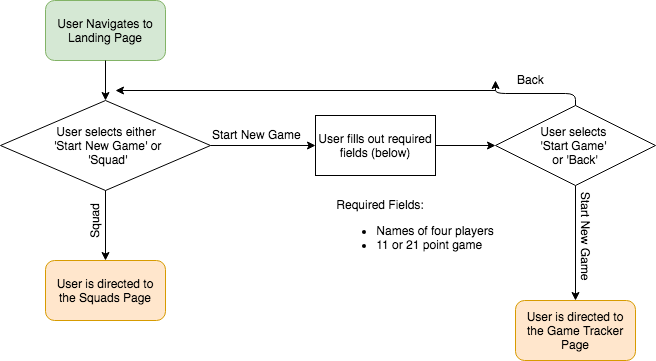 User Navigates to
Landing Page
Back
User selects either
'Start New Game' or
'Squad'
Start New Game
User fills out required
fields (below)
User selects
'Start Game'
or 'Back'
Required Fields:
Names of four players
11 or 21 point game
Squad
Start New Game
User is directed to
the Squads Page
User is directed to
the Game Tracker
Page